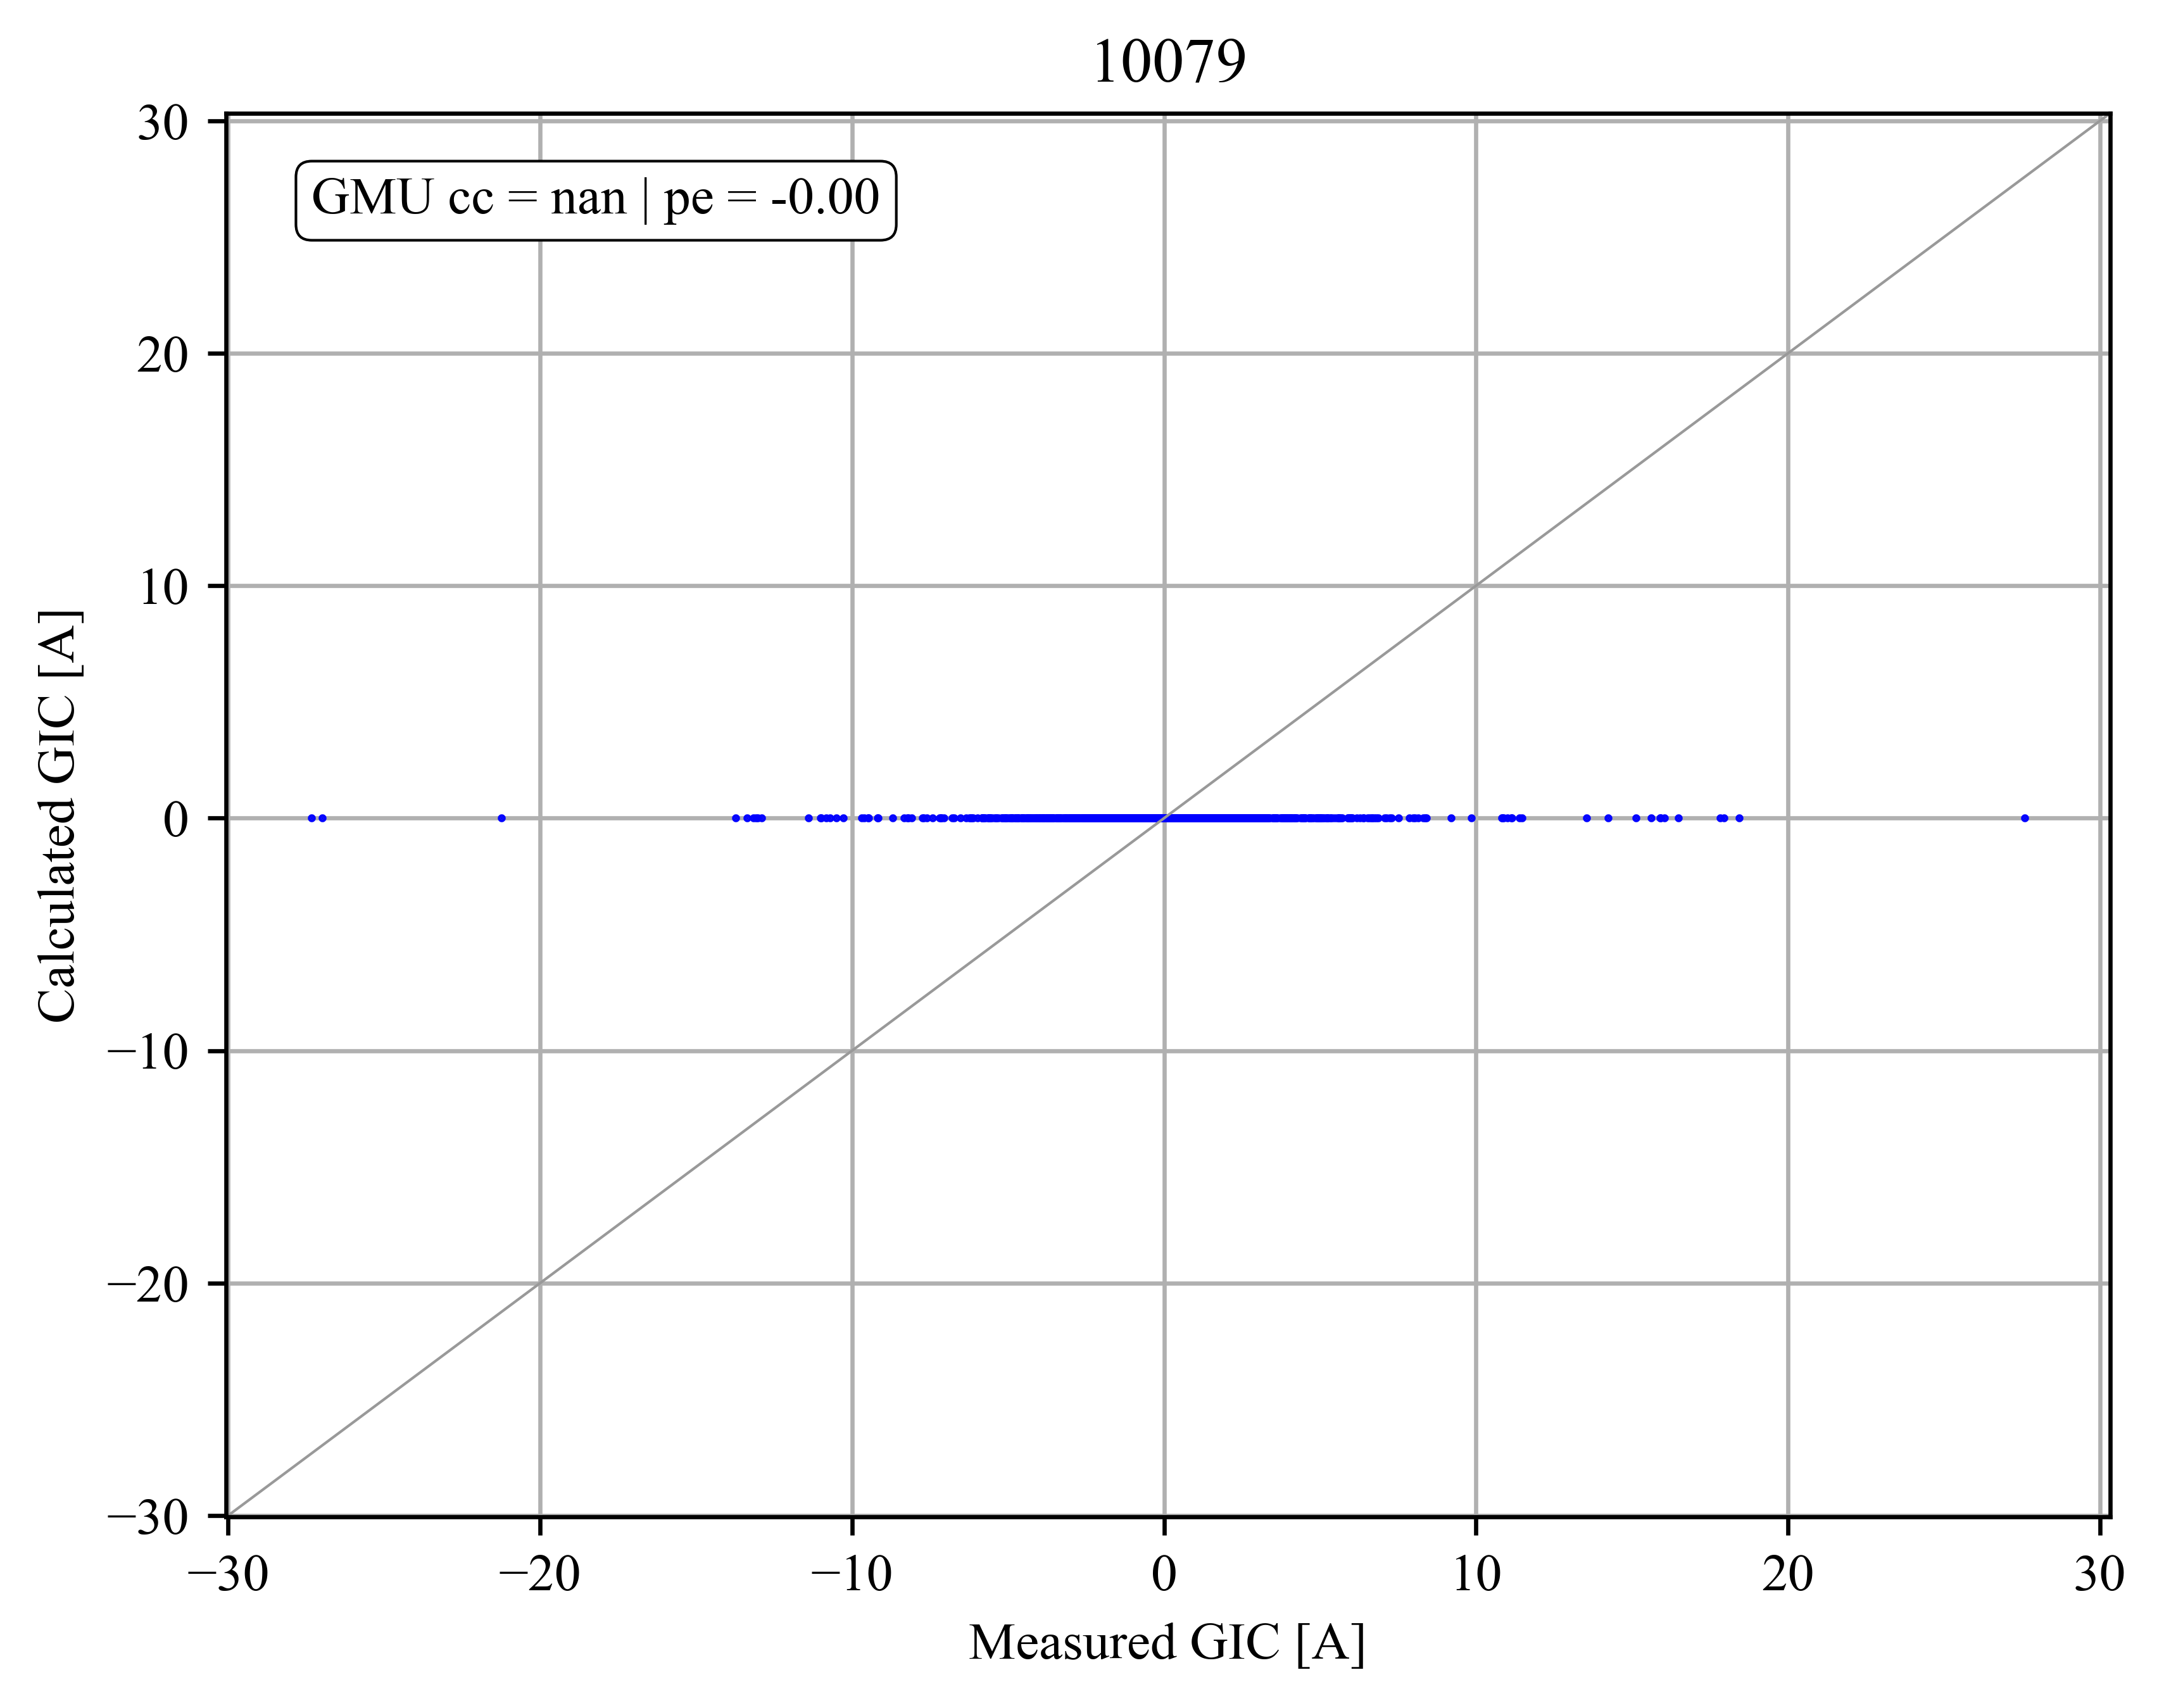 10079
GMU cc = nan | pe = -0.00
30
20
10
0
−10
−20
−30
Calculated GIC [A]
−30 −20 −10 0 10 20 30
Measured GIC [A]